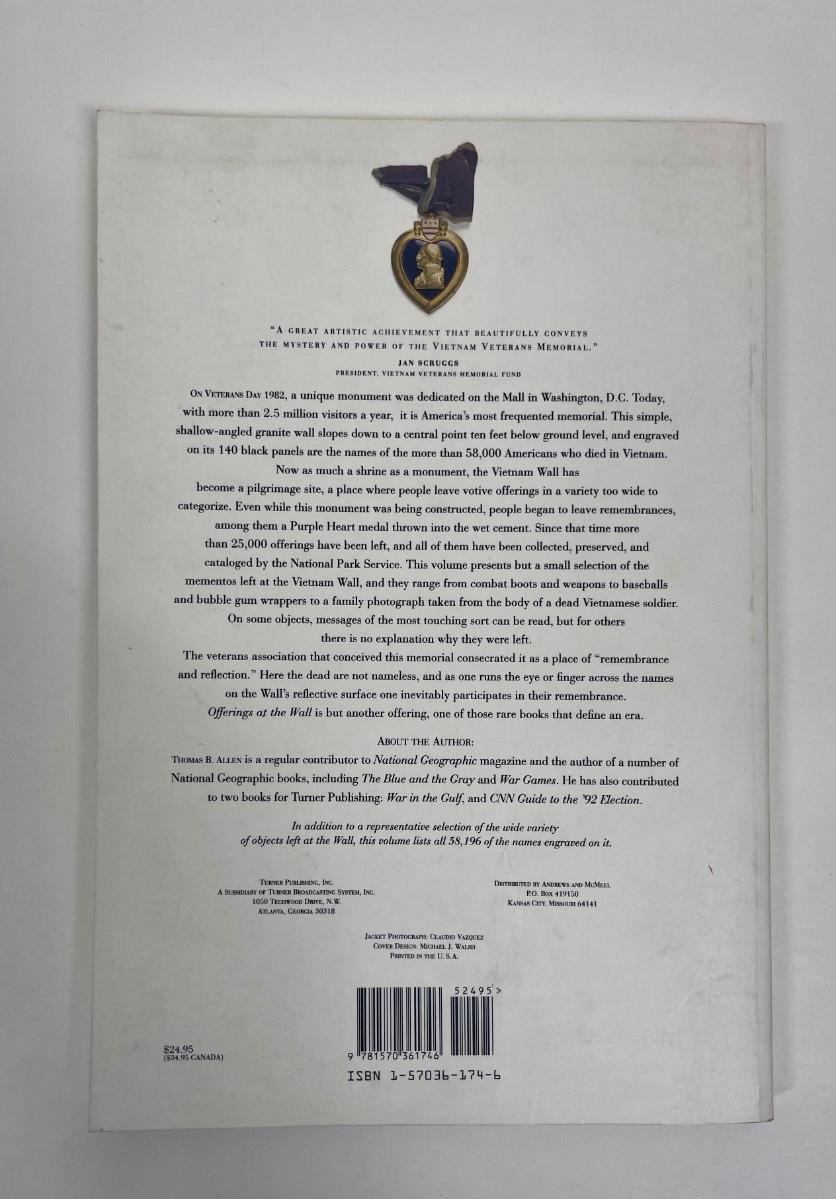 "A GREAT ARTISTIC ACHIEVEMENT THAT BEAUTIFULLY CONVEYS
THE MYSTERY AND POWER OF THE VIETNAM VETERANS MEMORIAL."
JAN SCRUGGS
PRESIDENT, VIETNAM VETERANS MEMORIAL FUND
ON VETERANS DAY 1982, a unique monument was dedicated on the Mall in Washington, D.C. Today,
with more than 2.5 million visitors a year, it is America's most frequented memorial. This simple,
shallow-angled granite wall slopes down to a central point ten feet below ground level, and engraved
on its 140 black panels are the names of the more than 58,000 Americans who died in Vietnam.
Now as much a shrine as a monument, the Vietnam Wall has
become a pilgrimage site, a place where people leave votive offerings in a variety too wide to
categorize. Even while this monument was being constructed, people began to leave remembrances,
among them a Purple Heart medal thrown into the wet cement. Since that time more
than 25,000 offerings have been left, and all of them have been collected, preserved, and
cataloged by the National Park Service. This volume presents but a small selection of the
mementos left at the Vietnam Wall, and they range from combat boots and weapons to baseballs
and bubble gum wrappers to a family photograph taken from the body of a dead Vietnamese soldier.
On some objects, messages of the most touching sort can be read, but for others
there is no explanation why they were left.
The veterans association that conceived this memorial consecrated it as a place of "remembrance
and reflection." Here the dead are not nameless, and as one runs the eye or finger across the names
on the Wall's reflective surface one inevitably participates in their remembrance.
Offerings at the Wall is but another offering, one of those rare books that define an era.
ABOUT THE AUTHOR:
THOMAS B. ALLEN is a regular contributor to National Geographic magazine and the author of a number of
National Geographic books, including The Blue and the Gray and War Games. He has also contributed
to two books for Turner Publishing: War in the Gulf, and CNN Guide to the '92 Election.
In addition to a representative selection of the wide variety
of objects left at the Wall, this volume lists all 58,196 of the names engraved on it.
TURNER PUBLISHING, INC.
A SUBSIDIARY OF TURNER BROADCASTING SYSTEM, INC.
1050 TECHWOOD DRIVE, N.W.
ATLANTA, GEORGIA 30318
DISTRIBUTED BY ANDREWS AND MCMEEL
P.O. BOX 419150
KANSAS CITY, MISSOURI 64141
JACKET PHOTOGRAPH: CLAUDIO VAZQUEZ
COVER DESIGN: MICHAEL J. WALSH
PRINTED IN THE U. S. A.
52495>
9 781570 361746
ISBN 1-57036-174-6
$24.95
($34.95 CANADA)